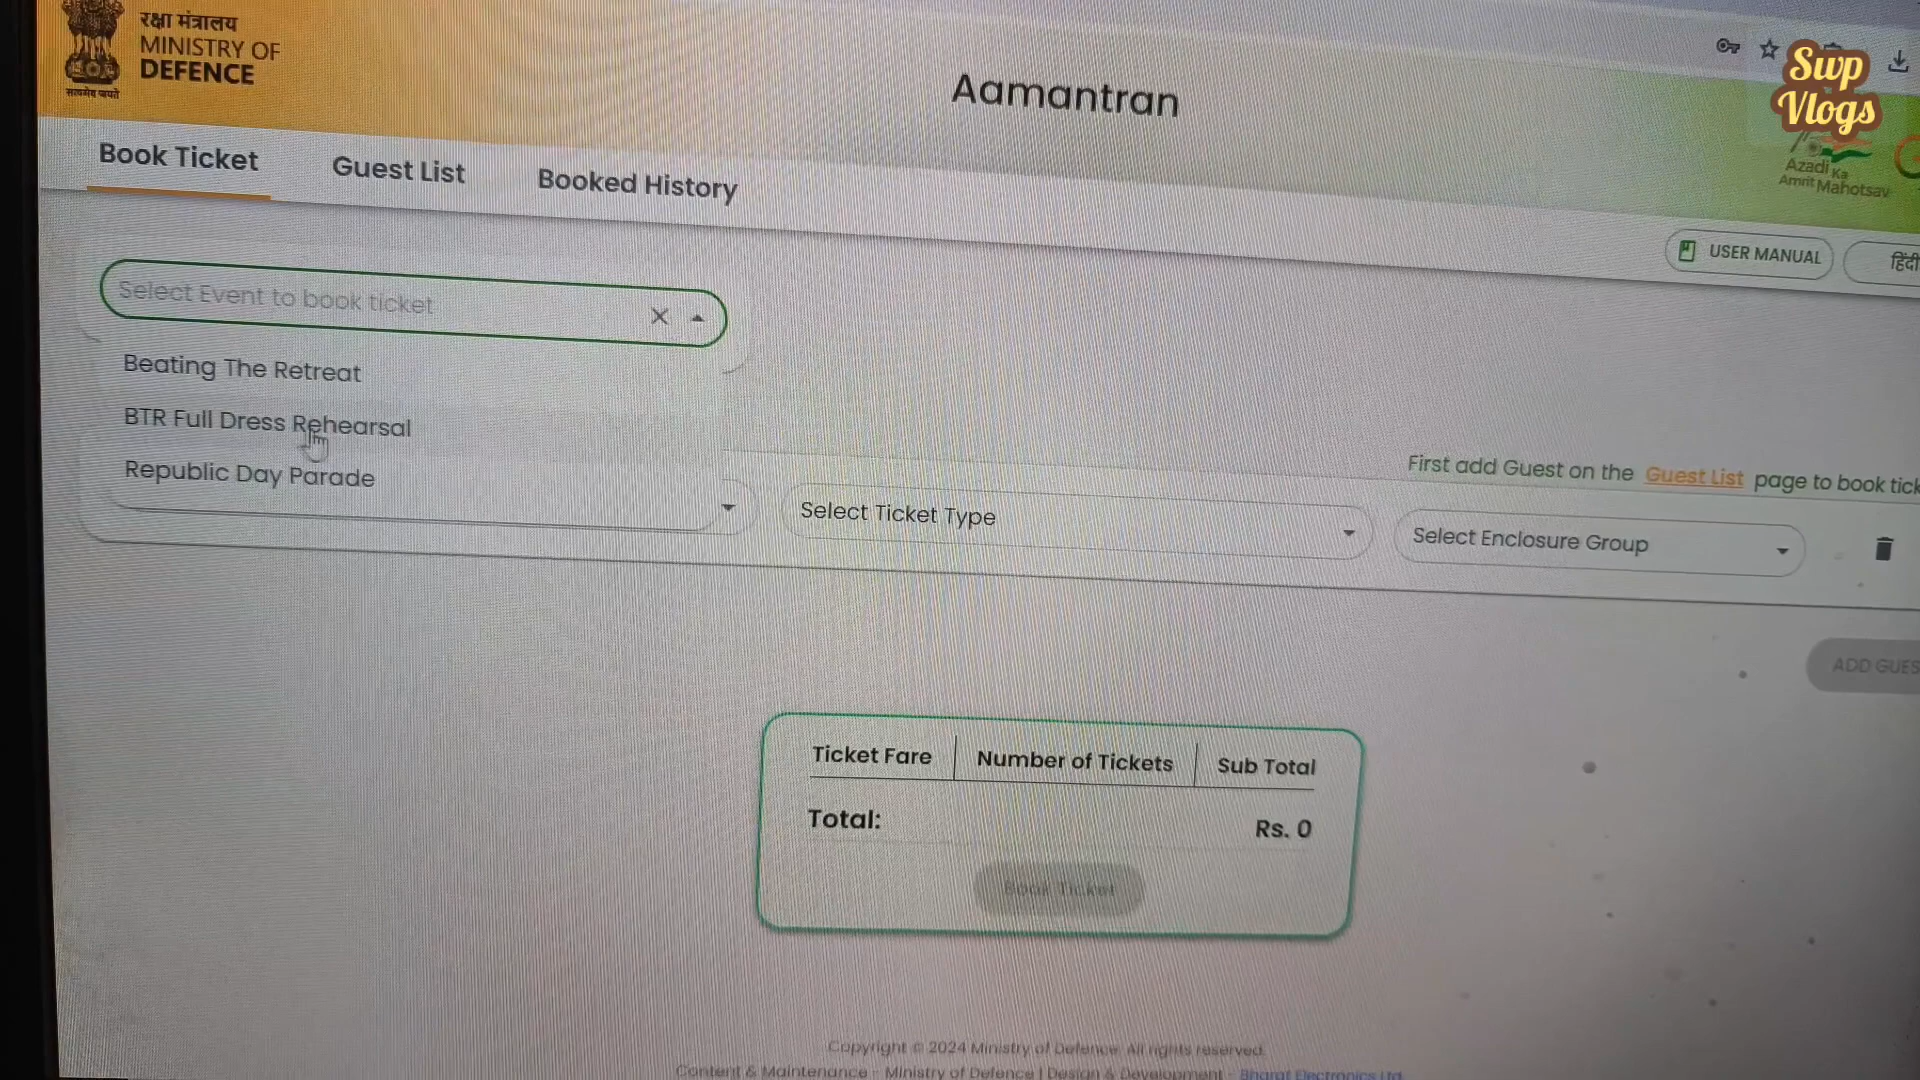 रक्षा मंत्रालय
MINISTRY OF
DEFENCE
सत्यमेव जयते
Aamantran
Swp
Vlogs
Azadi Ka
Amrit Mahotsav
Book Ticket
Guest List
Booked History
USER MANUAL
हिंदी
Select Event to book ticket
Beating The Retreat
BTR Full Dress Rehearsal
Republic Day Parade
First add Guest on the Guest List page to book tick
Select Ticket Type
Select Enclosure Group
ADD GUES
Ticket Fare
Number of Tickets
Sub Total
Total:
Rs. 0
Book Ticket
Copyright © 2024 Ministry of Defence. All rights reserved.
Content & Maintenance - Ministry of Defence | Design & Development - Bharat Electronics Ltd.